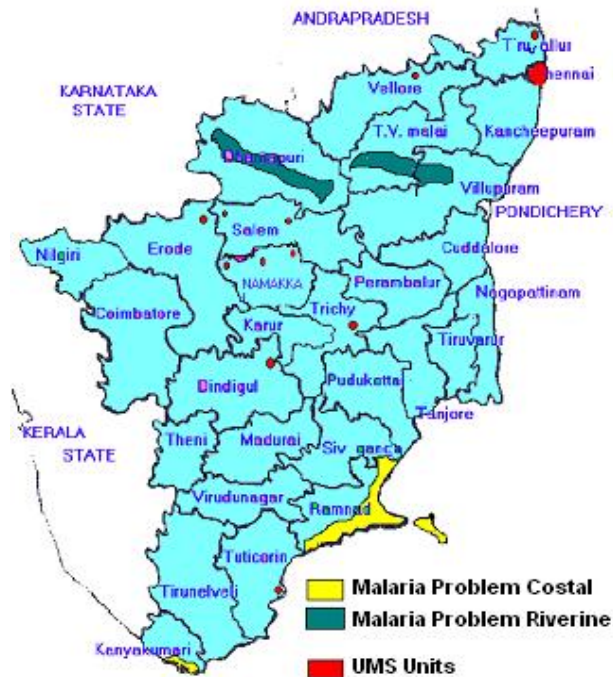 ANDRAPRADESH
KARNATAKA
STATE
Chennai
Vellore
T.V. malai
Kancheepuram
Villupuram
PONDICHERY
Salem
Cuddalore
Nilgiri
Erode
NAMAKKA
Perambalur
Nagapattinam
Coimbatore
Trichy
Karur
Tiruvarur
Dindigul
Pudukottai
Tanjore
KERALA
STATE
Theni
Madurai
Virudunagar
Ramnad
Tuticorin
Tirunelveli
Kanyakumari
Malaria Problem Costal
Malaria Problem Riverine
UMS Units